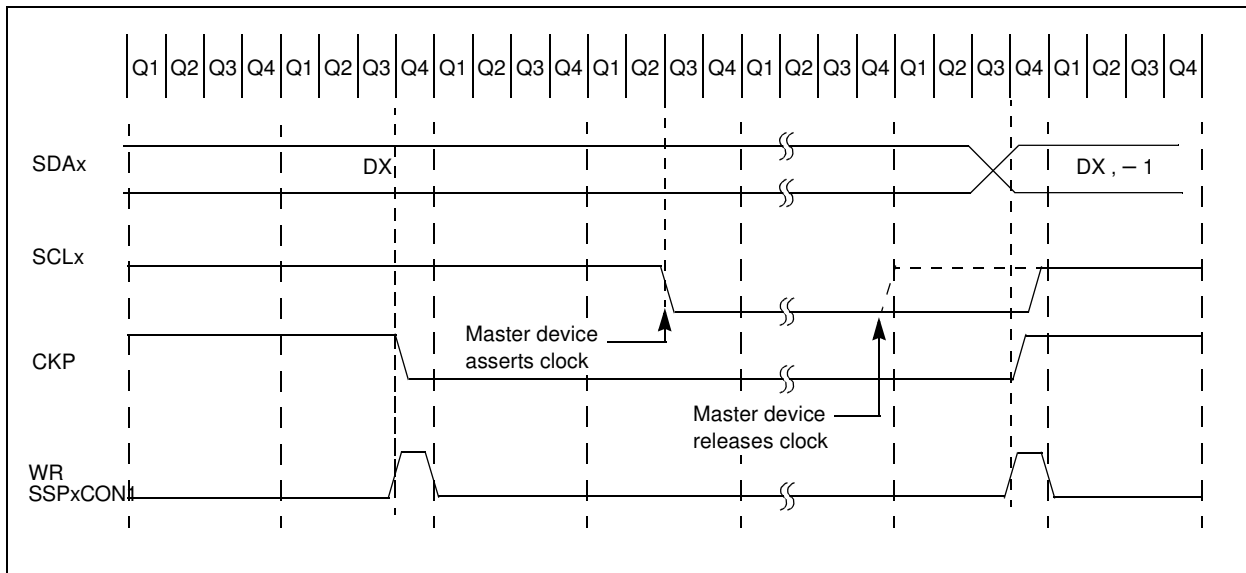 Q1 Q2 Q3 Q4 Q1 Q2 Q3 Q4 Q1 Q2 Q3 Q4 Q1 Q2 Q3 Q4 Q1 Q2 Q3 Q4 Q1 Q2 Q3 Q4 Q1 Q2 Q3 Q4
SDAx
DX
DX , – 1
SCLx
Master device
asserts clock
CKP
Master device
releases clock
WR
SSPxCON1